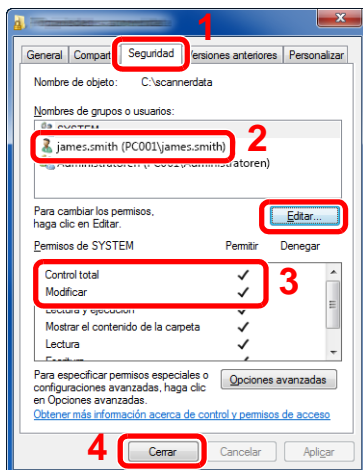 1
General Compart Seguridad Versiones anteriores Personalizar
Nombre de objeto: C:\scannerdata
Nombres de grupos o usuarios:
SYSTEM
2
james.smith (PC001\james.smith)
Administratoren (PC001\Administratoren)
Para cambiar los permisos,
haga clic en Editar.
Editar...
Permisos de SYSTEM Permitir Denegar
3
Control total
Modificar
Lectura y ejecución
Mostrar el contenido de la carpeta
Lectura
Escritura
Para especificar permisos especiales o
configuraciones avanzadas, haga clic
en Opciones avanzadas.
Opciones avanzadas
Obtener más información acerca de control y permisos de acceso
4
Cerrar Cancelar Aplicar